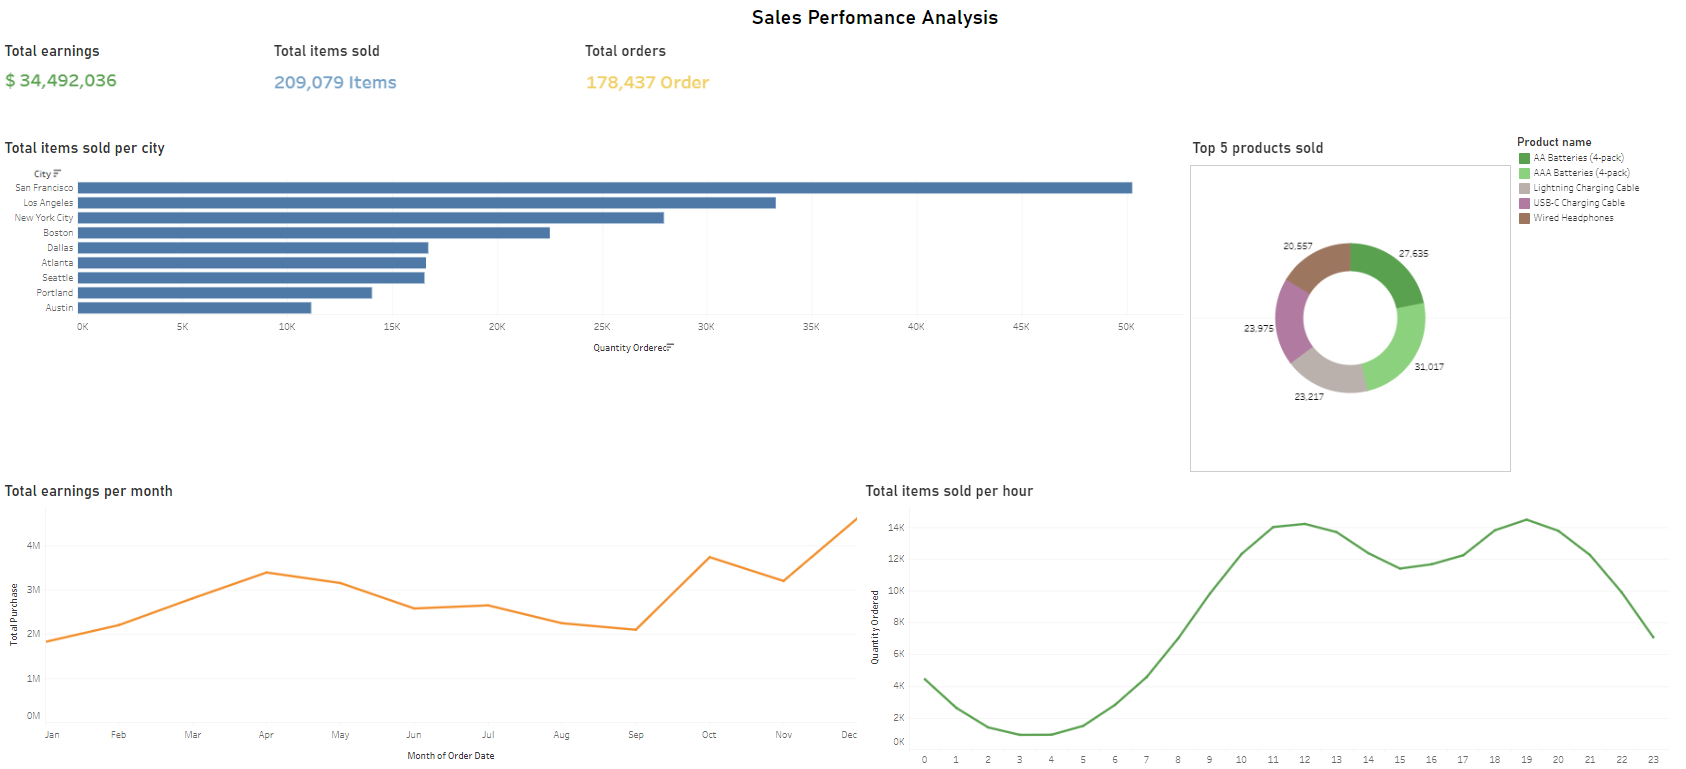 Sales Perfomance Analysis
Total earnings
$ 34,492,036
Total items sold
209,079 Items
Total orders
178,437 Order
Total items sold per city
City
San Francisco
Los Angeles
New York City
Boston
Dallas
Atlanta
Seattle
Portland
Austin
0K 5K 10K 15K 20K 25K 30K 35K 40K 45K 50K
Quantity Ordered
Top 5 products sold
20,557
27,635
23,975
31,017
23,217
Product name
AA Batteries (4-pack)
AAA Batteries (4-pack)
Lightning Charging Cable
USB-C Charging Cable
Wired Headphones
Total earnings per month
Total Purchase
4M
3M
2M
1M
0M
Jan Feb Mar Apr May Jun Jul Aug Sep Oct Nov Dec
Month of Order Date
Total items sold per hour
Quantity Ordered
14K
12K
10K
8K
6K
4K
2K
0K
0 1 2 3 4 5 6 7 8 9 10 11 12 13 14 15 16 17 18 19 20 21 22 23